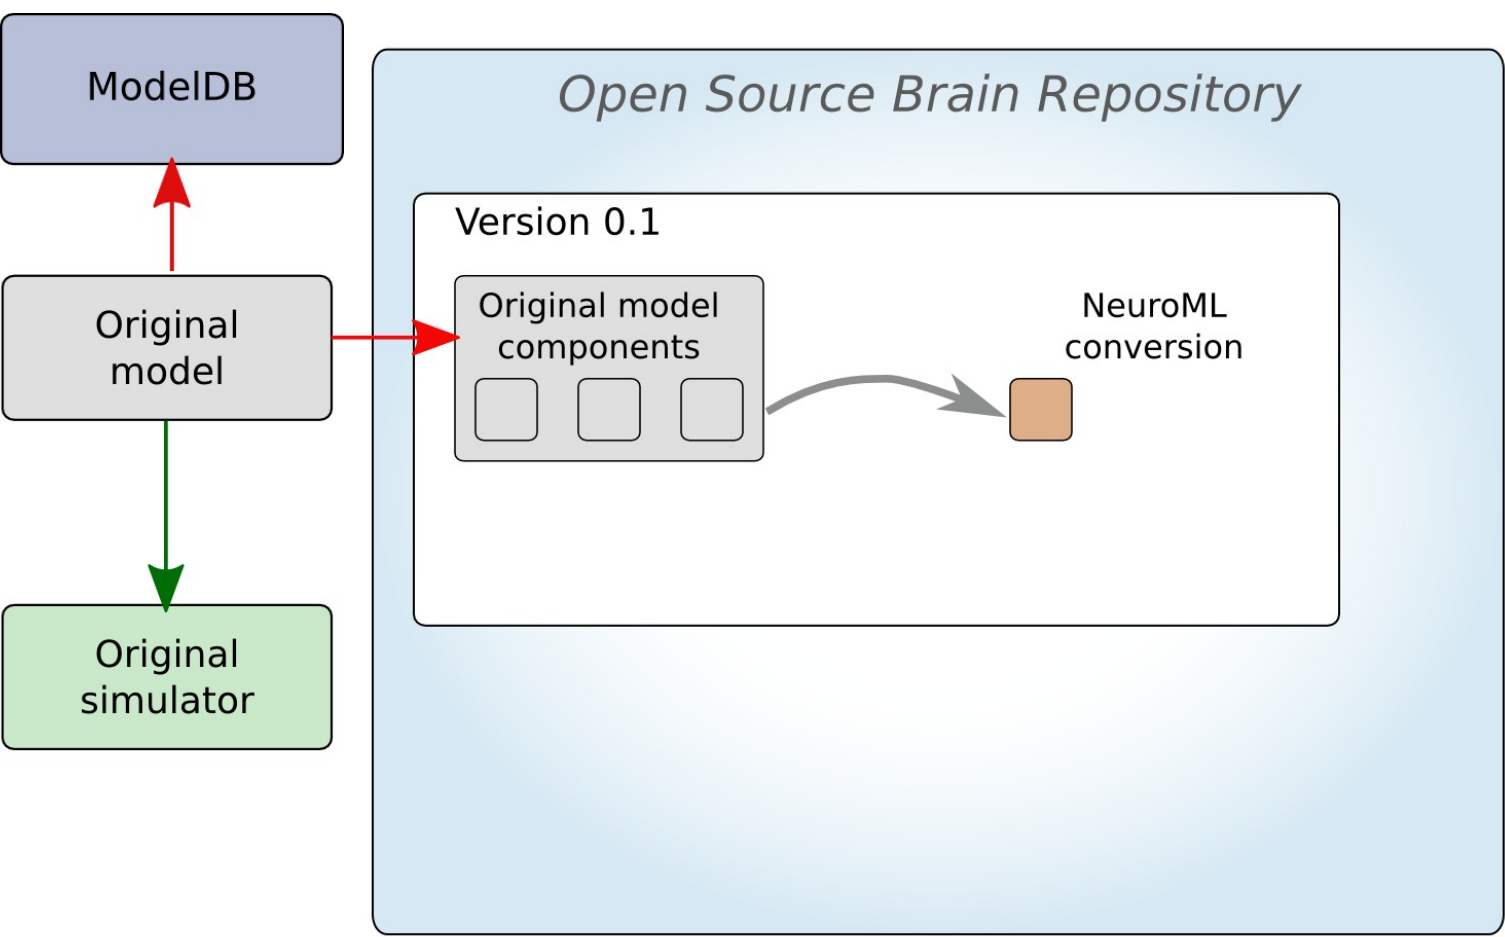 ModelDB
Open Source Brain Repository
Version 0.1
Original
model
Original model
components
NeuroML
conversion
Original
simulator